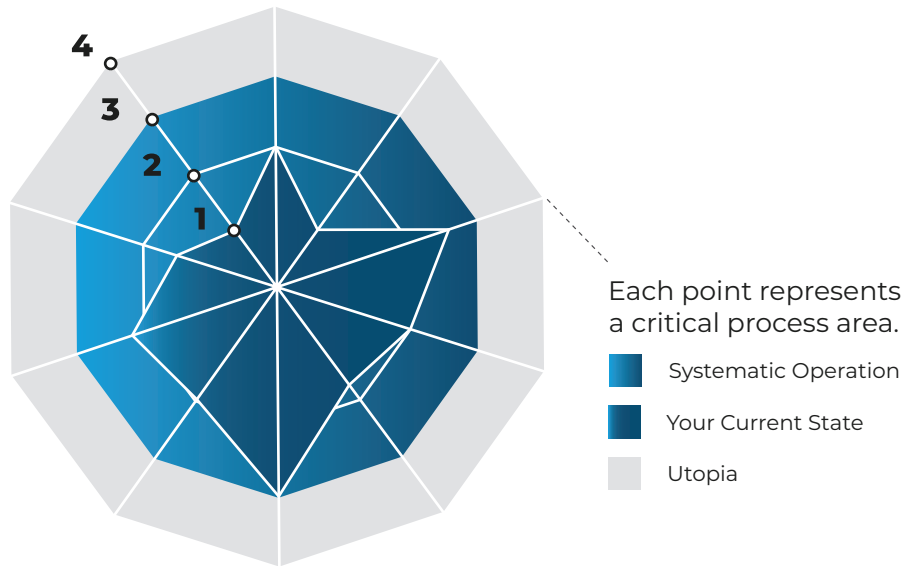 4
3
2
1
Each point represents
a critical process area.
Systematic Operation
Your Current State
Utopia